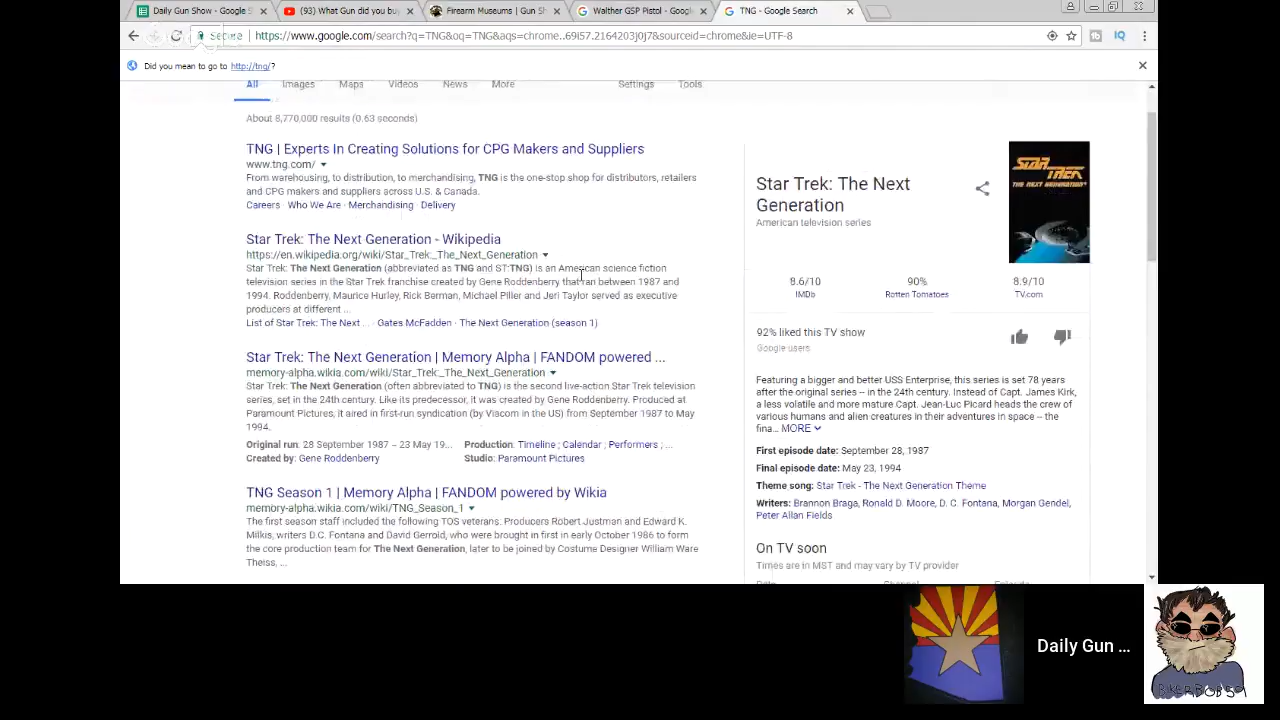 Daily Gun Show - Google S
(93) What Gun did you buy
Firearm Museums | Gun Sh
Walther GSP Pistol - Google
TNG - Google Search
Secure
https://www.google.com/search?q=TNG&oq=TNG&aqs=chrome..69i57.2164203j0j7&sourceid=chrome&ie=UTF-8
Did you mean to go to http://tng/?
All Images Maps Videos News More Settings Tools
About 8,770,000 results (0.63 seconds)
TNG | Experts In Creating Solutions for CPG Makers and Suppliers
www.tng.com/
From warehousing, to distribution, to merchandising, TNG is the one-stop shop for distributors, retailers
and CPG makers and suppliers across U.S. & Canada.
Careers · Who We Are · Merchandising · Delivery
Star Trek: The Next Generation - Wikipedia
https://en.wikipedia.org/wiki/Star_Trek:_The_Next_Generation
Star Trek: The Next Generation (abbreviated as TNG and ST:TNG) is an American science fiction
television series in the Star Trek franchise created by Gene Roddenberry that ran between 1987 and
1994. Roddenberry, Maurice Hurley, Rick Berman, Michael Piller and Jeri Taylor served as executive
producers at different ...
List of Star Trek: The Next ... · Gates McFadden · The Next Generation (season 1)
Star Trek: The Next Generation | Memory Alpha | FANDOM powered ...
memory-alpha.wikia.com/wiki/Star_Trek:_The_Next_Generation
Star Trek: The Next Generation (often abbreviated to TNG) is the second live-action Star Trek television
series, set in the 24th century. Like its predecessor, it was created by Gene Roddenberry. Produced at
Paramount Pictures, it aired in first-run syndication (by Viacom in the US) from September 1987 to May
1994.
Original run: 28 September 1987 – 23 May 19... Production: Timeline ; Calendar ; Performers ; ...
Created by: Gene Roddenberry Studio: Paramount Pictures
TNG Season 1 | Memory Alpha | FANDOM powered by Wikia
memory-alpha.wikia.com/wiki/TNG_Season_1
The first season staff included the following TOS veterans. Producers Robert Justman and Edward K.
Milkis, writers D.C. Fontana and David Gerrold, who were brought in first in early October 1986 to form
the core production team for The Next Generation, later to be joined by Costume Designer William Ware
Theiss, ...
Star Trek: The Next
Generation
American television series
STAR
TREK
THE NEXT GENERATION
8.6/10 90% 8.9/10
IMDb Rotten Tomatoes TV.com
92% liked this TV show
Google users
Featuring a bigger and better USS Enterprise, this series is set 78 years
after the original series -- in the 24th century. Instead of Capt. James Kirk,
a less volatile and more mature Capt. Jean-Luc Picard heads the crew of
various humans and alien creatures in their adventures in space -- the
fina... MORE
First episode date: September 28, 1987
Final episode date: May 23, 1994
Theme song: Star Trek - The Next Generation Theme
Writers: Brannon Braga, Ronald D. Moore, D. C. Fontana, Morgan Gendel,
Peter Allan Fields
On TV soon
Times are in MST and may vary by TV provider
Daily Gun ...
BIKERBOB59